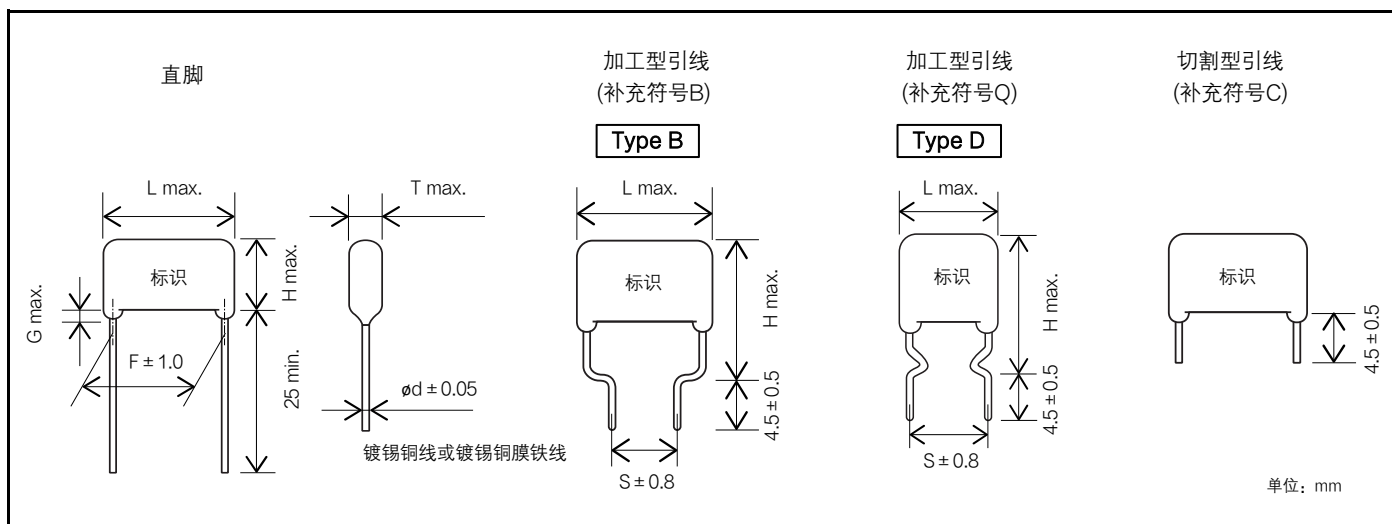 直脚
L max.
T max.
标识
H max.
G max.
F ± 1.0
25 min.
ød ± 0.05
镀锡铜线或镀锡铜膜铁线
加工型引线
(补充符号B)
Type B
L max.
标识
H max.
4.5 ± 0.5
S ± 0.8
加工型引线
(补充符号Q)
Type D
L max.
标识
H max.
4.5 ± 0.5
S ± 0.8
切割型引线
(补充符号C)
标识
4.5 ± 0.5
单位：mm